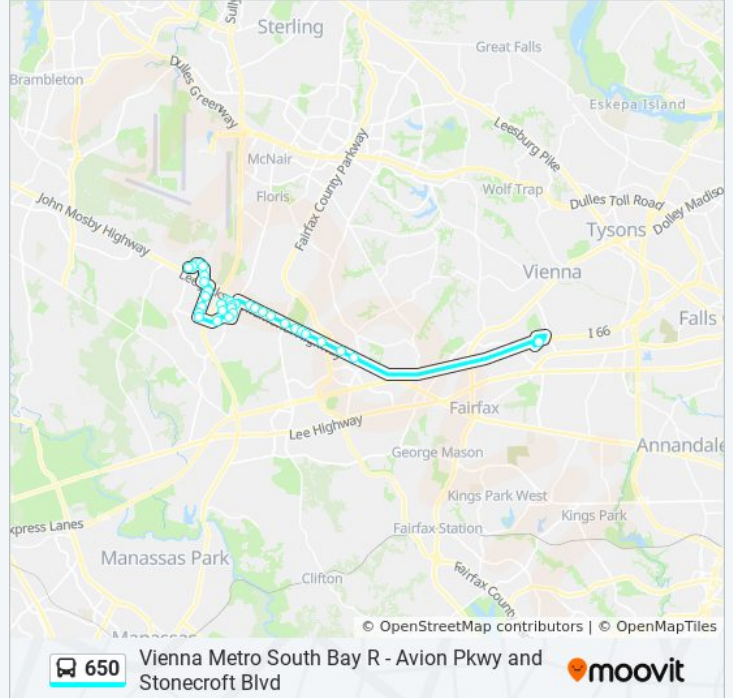 Sterling
Great Falls
Brambleton
Dulles Greenway
Eskepa Island
Leesburg Pike
McNair
Fairfax County Parkway
Wolf Trap
Floris
Dulles Toll Road
John Mosby Highway
Tysons
Vienna
Falls
I 66
Lee Highway
Fairfax
George Mason
Annandale
Kings Park West
Kings Park
xpress Lanes
Fairfax Station
Manassas Park
Clifton
Manassas
© OpenStreetMap contributors | © OpenMapTiles
650
Vienna Metro South Bay R - Avion Pkwy and
Stonecroft Blvd
moovit